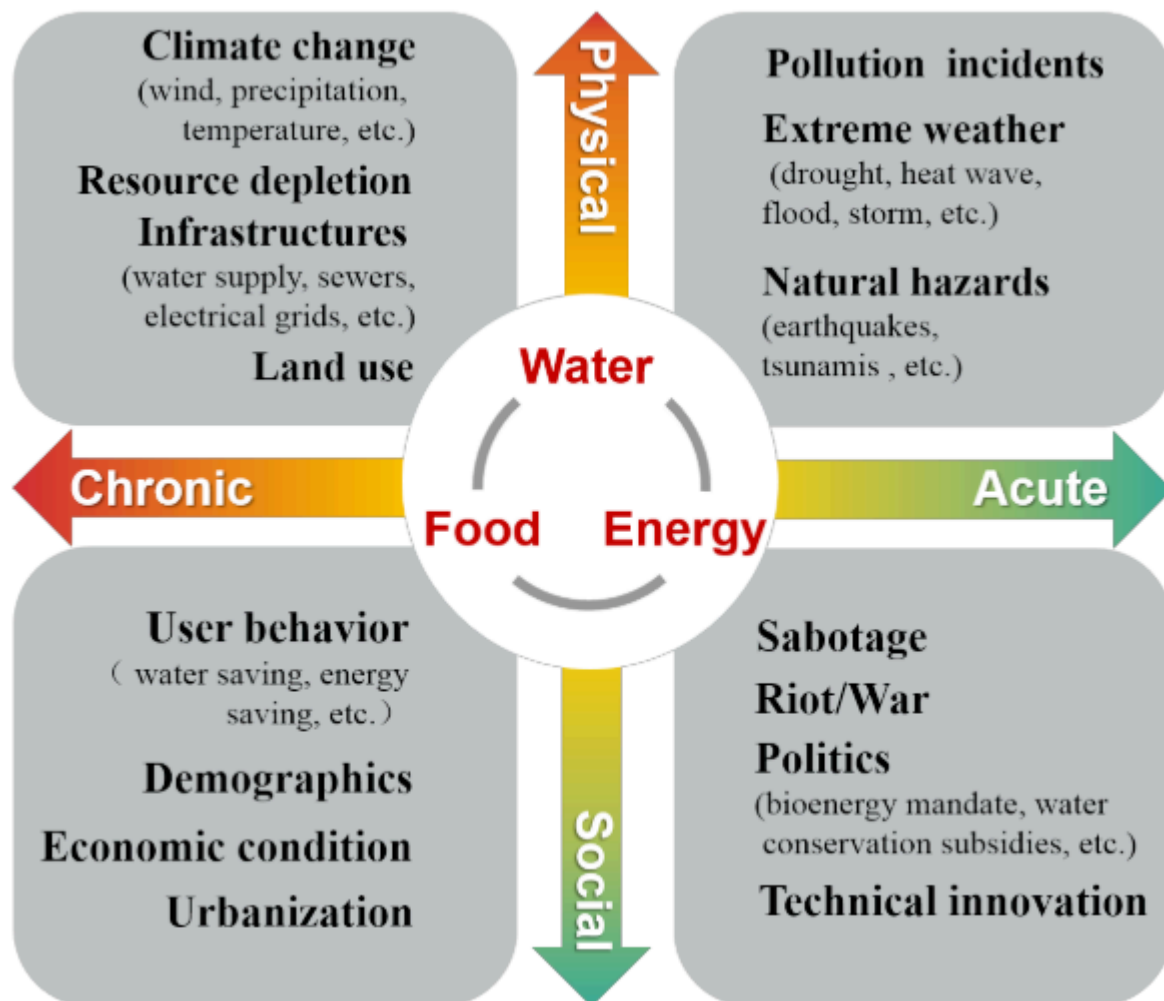 Climate change
(wind, precipitation,
temperature, etc.)
Resource depletion
Infrastructures
(water supply, sewers,
electrical grids, etc.)
Land use
Physical
Pollution incidents
Extreme weather
(drought, heat wave,
flood, storm, etc.)
Natural hazards
(earthquakes,
tsunamis , etc.)
Chronic
Water
Food
Energy
Acute
User behavior
（ water saving, energy
saving, etc.）
Demographics
Economic condition
Urbanization
Social
Sabotage
Riot/War
Politics
(bioenergy mandate, water
conservation subsidies, etc.)
Technical innovation